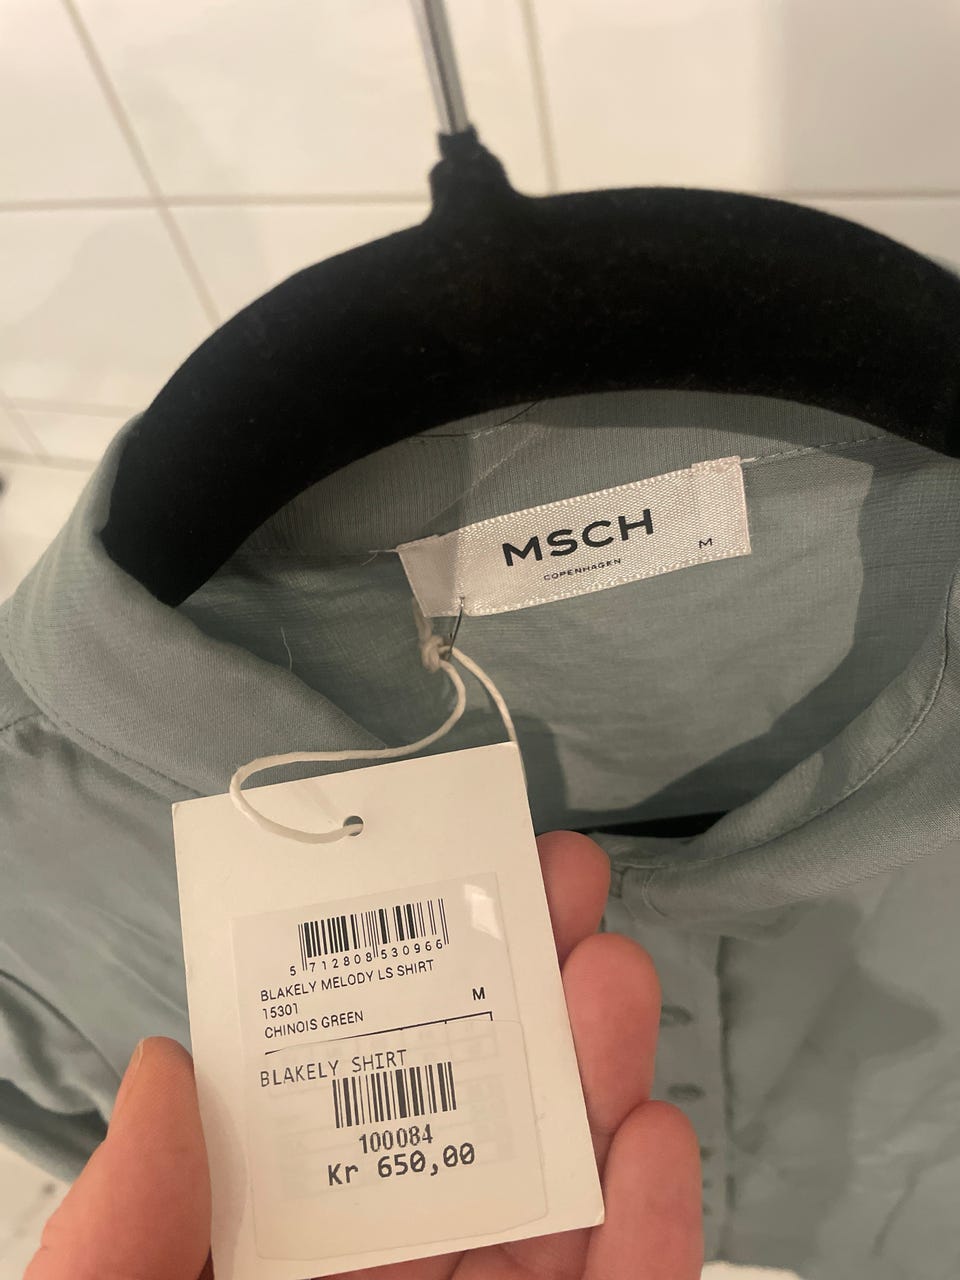 MSCH
COPENHAGEN
M
5 712808 530966
BLAKELY MELODY LS SHIRT
15301
M
CHINOIS GREEN
BLAKELY SHIRT
100084
Kr 650,00